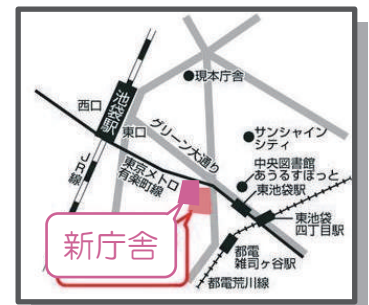 現本庁舎
西口
池袋駅
東口
グリーン大通り
サンシャイン
シティ
JR線
東京メトロ
有楽町線
中央図書館
あうるすぽっと
東池袋駅
新庁舎
東池袋
四丁目駅
都電
雑司ヶ谷駅
都電荒川線